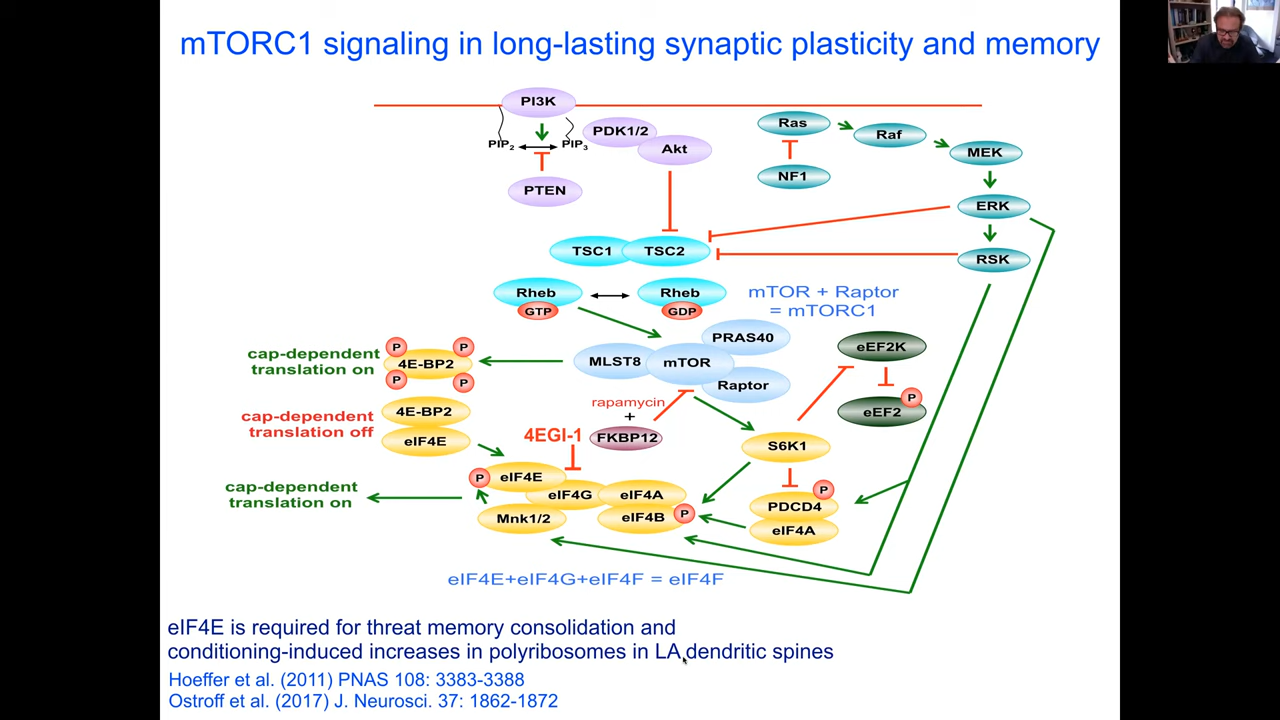 mTORC1 signaling in long-lasting synaptic plasticity and memory
PI3K
PIP2
PIP3
PDK1/2
Akt
PTEN
Ras
Raf
MEK
NF1
ERK
RSK
TSC1
TSC2
Rheb
GTP
Rheb
GDP
mTOR + Raptor
= mTORC1
PRAS40
MLST8
mTOR
Raptor
eEF2K
eEF2
P
cap-dependent
translation on
P
P
4E-BP2
P
P
cap-dependent
translation off
4E-BP2
eIF4E
rapamycin
+
FKBP12
4EGI-1
S6K1
cap-dependent
translation on
P
eIF4E
eIF4G
eIF4A
Mnk1/2
eIF4B
P
P
PDCD4
eIF4A
eIF4E+eIF4G+eIF4F = eIF4F
eIF4E is required for threat memory consolidation and
conditioning-induced increases in polyribosomes in LA dendritic spines
Hoeffer et al. (2011) PNAS 108: 3383-3388
Ostroff et al. (2017) J. Neurosci. 37: 1862-1872